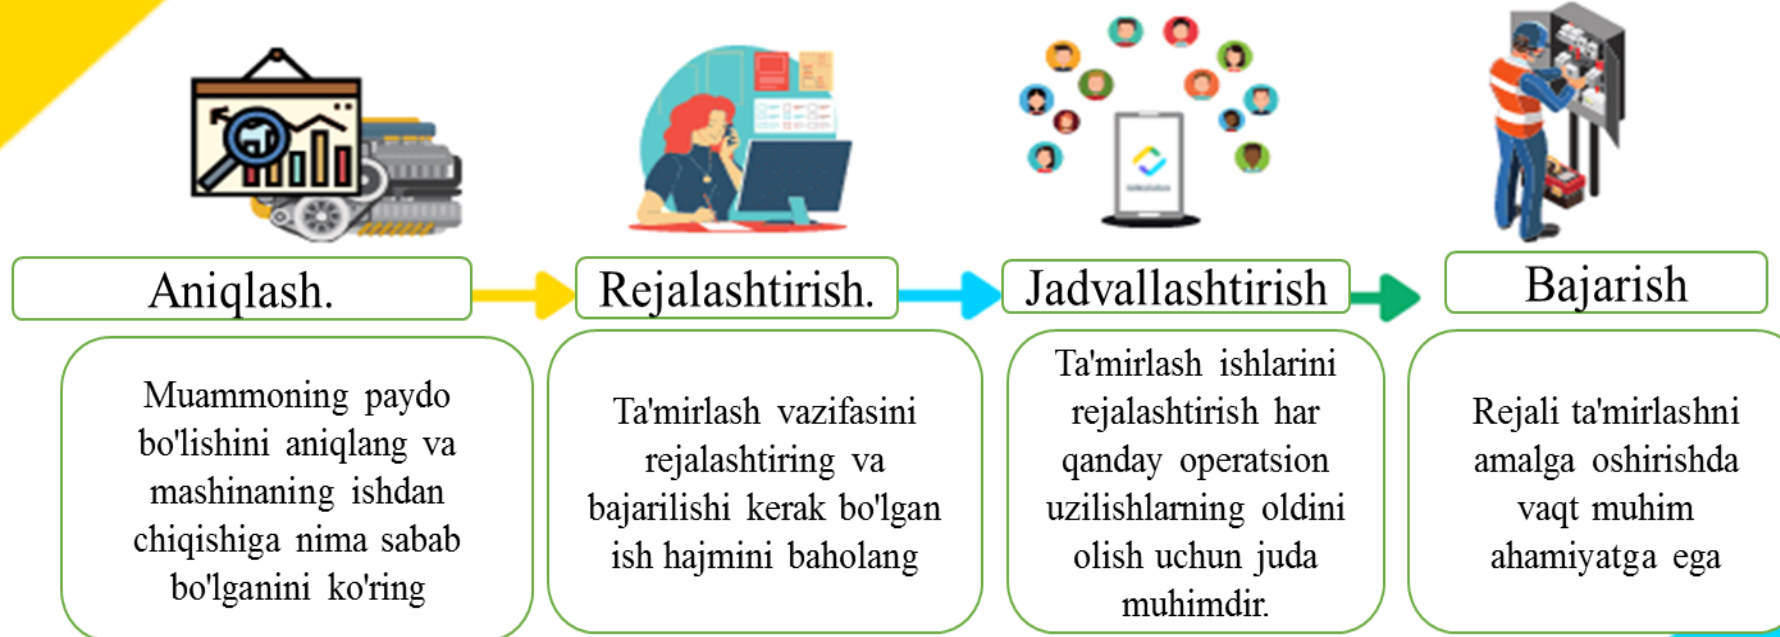 Aniqlash.
Rejalashtirish.
Jadvallashtirish
Bajarish
Muammoning paydo
bo'lishini aniqlang va
mashinaning ishdan
chiqishiga nima sabab
bo'lganini ko'ring
Ta'mirlash vazifasini
rejalashtiring va
bajarilishi kerak bo'lgan
ish hajmini baholang
Ta'mirlash ishlarini
rejalashtirish har
qanday operatsion
uzilishlarning oldini
olish uchun juda
muhimdir.
Rejali ta'mirlashni
amalga oshirishda
vaqt muhim
ahamiyatga ega